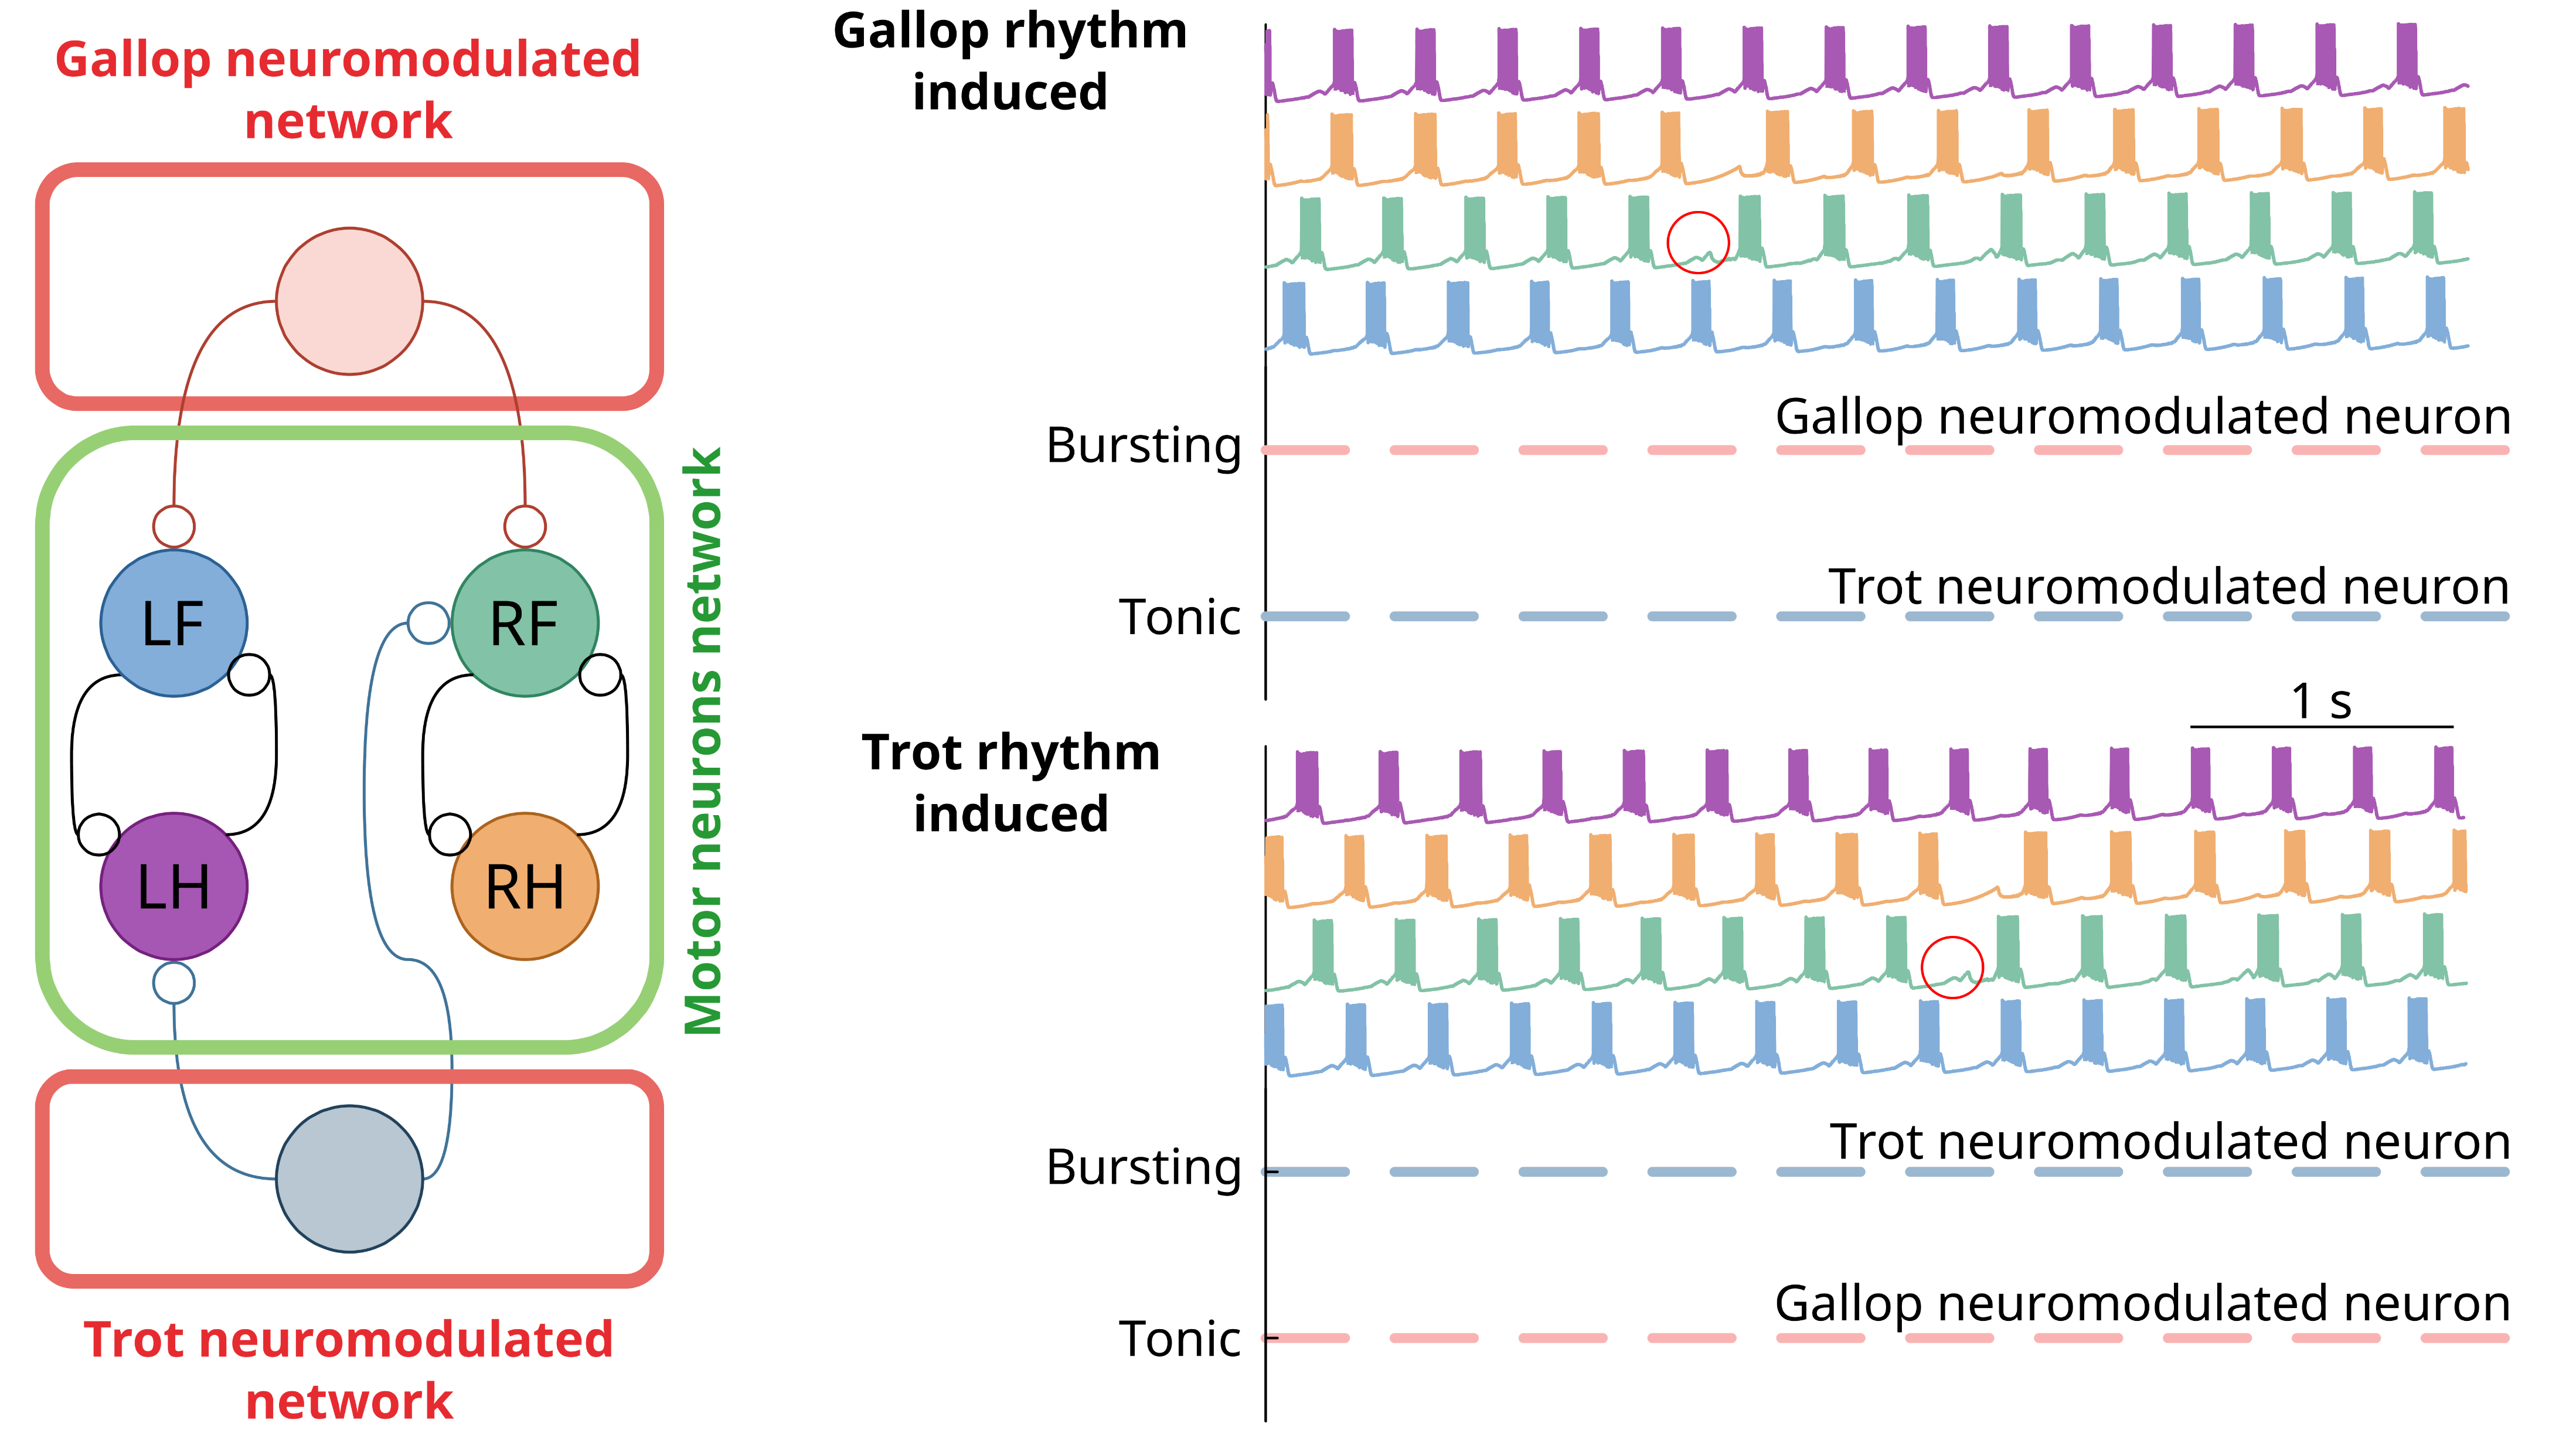 Gallop neuromodulated
network
LF
RF
LH
RH
Motor neurons network
Trot neuromodulated
network
Gallop rhythm
induced
Gallop neuromodulated neuron
Bursting
Trot neuromodulated neuron
Tonic
1 s
Trot rhythm
induced
Trot neuromodulated neuron
Bursting
Gallop neuromodulated neuron
Tonic